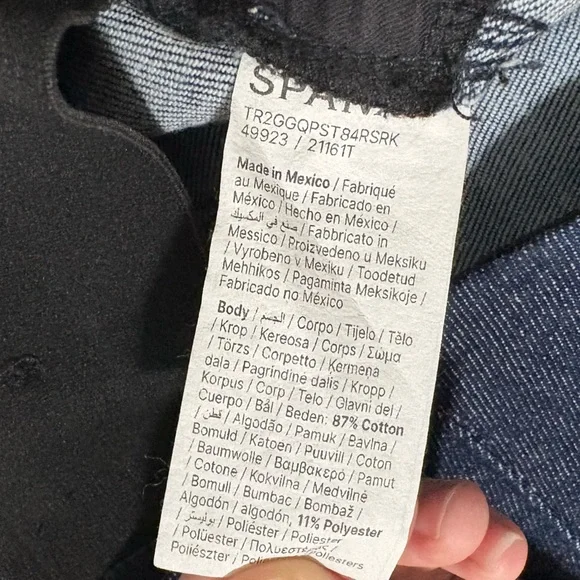 SPANX
TR2GGQPST84RSRK
49923 / 21161T
Made in Mexico / Fabriqué
au Mexique / Fabricado en
México / Hecho en México /
صنع في المكسيك / Fabbricato in
Messico / Proizvedeno u Meksiku
/ Vyrobeno v Mexiku / Toodetud
Mehhikos / Pagaminta Meksikoje /
Fabricado no México
Body / الجسم / Corpo / Tijelo / Tělo
/ Krop / Kereosa / Corps / Σώμα
/ Törzs / Corpetto / Ķermeņa
daļa / Pagrindinė dalis / Kropp /
Korpus / Corp / Telo / Glavni del /
Cuerpo / Bål / Beden: 87% Cotton
/ قطن / Algodão / Pamuk / Bavlna /
Bomuld / Katoen / Puuvill / Coton
/ Baumwolle / Βαμβακερό / Pamut
/ Cotone / Kokvilna / Medvilnė
/ Bomull / Bumbac / Bombaž /
Algodón / algodón, 11% Polyester
/ بوليستر / Poliéster / Poliester
/ Polüester / Πολυεστέρας /
Poliészter / Poliesters